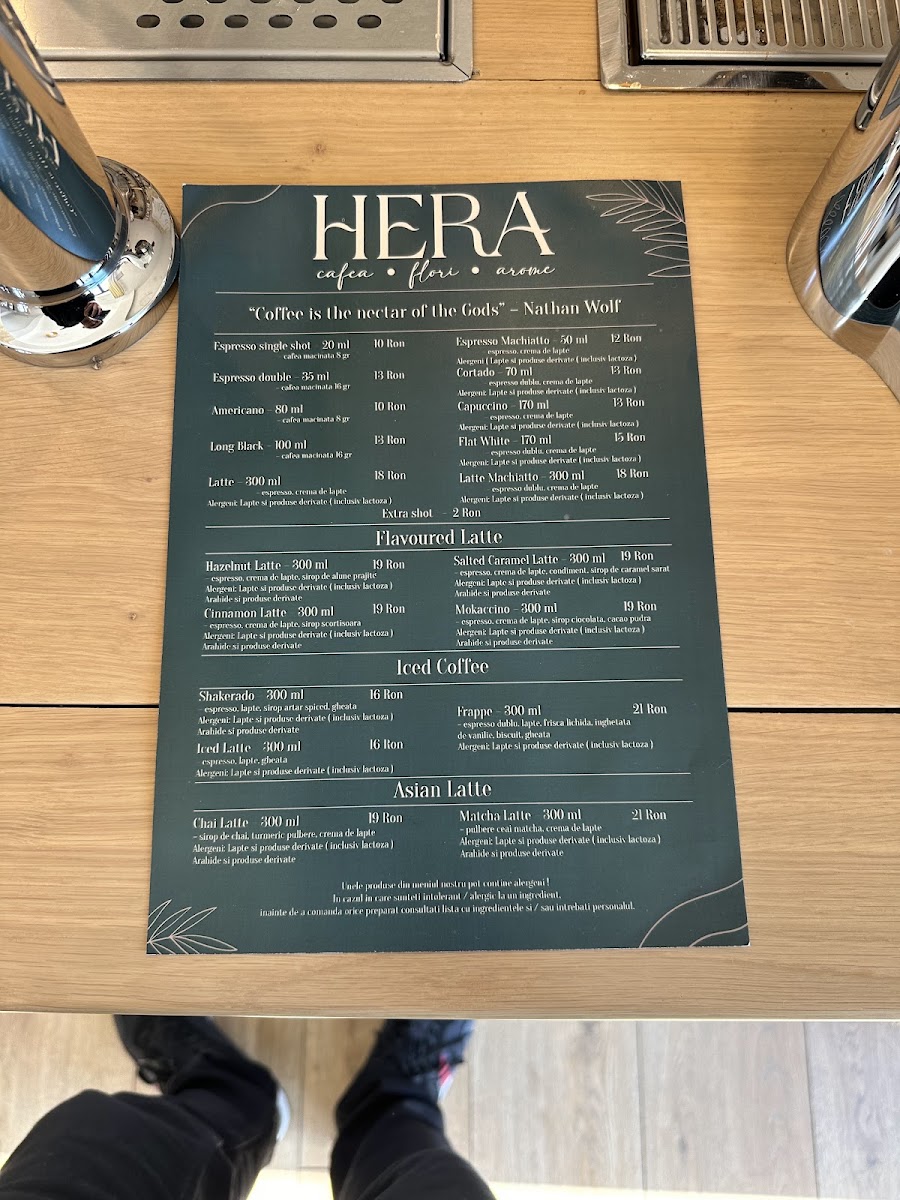 HERA
cafea • flori • arome
“Coffee is the nectar of the Gods” – Nathan Wolf
Espresso single shot - 20 ml 10 Ron
- cafea macinata 8 gr
Espresso double - 35 ml 13 Ron
- cafea macinata 16 gr
Americano - 80 ml 10 Ron
- cafea macinata 8 gr
Long Black - 100 ml 13 Ron
- cafea macinata 16 gr
Latte - 300 ml 18 Ron
- espresso, crema de lapte
Alergeni: Lapte si produse derivate ( inclusiv lactoza )
Espresso Machiatto - 50 ml 12 Ron
- espresso, crema de lapte
Alergeni ( Lapte si produse derivate ( inclusiv lactoza )
Cortado - 70 ml 13 Ron
espresso dublu, crema de lapte
Alergeni: Lapte si produse derivate ( inclusiv lactoza )
Capuccino - 170 ml 13 Ron
- espresso, crema de lapte
Alergeni: Lapte si produse derivate ( inclusiv lactoza )
Flat White - 170 ml 15 Ron
- espresso dublu, crema de lapte
Alergeni: Lapte si produse derivate ( inclusiv lactoza )
Latte Machiatto - 300 ml 18 Ron
espresso dublu, crema de lapte
Alergeni: Lapte si produse derivate ( inclusiv lactoza )
Extra shot - 2 Ron
Flavoured Latte
Hazelnut Latte - 300 ml 19 Ron
- espresso, crema de lapte, sirop de alune prajite
Alergeni: Lapte si produse derivate ( inclusiv lactoza )
Arahide si produse derivate
Cinnamon Latte - 300 ml 19 Ron
- espresso, crema de lapte, sirop scortisoara
Alergeni: Lapte si produse derivate ( inclusiv lactoza )
Arahide si produse derivate
Salted Caramel Latte - 300 ml 19 Ron
- espresso, crema de lapte, condiment, sirop de caramel sarat
Alergeni: Lapte si produse derivate ( inclusiv lactoza )
Arahide si produse derivate
Mokaccino - 300 ml 19 Ron
- espresso, crema de lapte, sirop ciocolata, cacao pudra
Alergeni: Lapte si produse derivate ( inclusiv lactoza )
Arahide si produse derivate
Iced Coffee
Shakerado - 300 ml 16 Ron
- espresso, lapte, sirop artar spiced, gheata
Alergeni: Lapte si produse derivate ( inclusiv lactoza )
Arahide si produse derivate
Iced Latte - 300 ml 16 Ron
- espresso, lapte, gheata
Alergeni: Lapte si produse derivate ( inclusiv lactoza )
Frappe - 300 ml 21 Ron
- espresso dublu, lapte, frisca lichida, inghetata
de vanilie, biscuit, gheata
Alergeni: Lapte si produse derivate ( inclusiv lactoza )
Asian Latte
Chai Latte - 300 ml 19 Ron
- sirop de chai, turmeric pulbere, crema de lapte
Alergeni: Lapte si produse derivate ( inclusiv lactoza )
Arahide si produse derivate
Matcha Latte - 300 ml 21 Ron
- pulbere ceai matcha, crema de lapte
Alergeni: Lapte si produse derivate ( inclusiv lactoza )
Arahide si produse derivate
Unele produse din meniul nostru pot contine alergeni !
In cazul in care sunteti intolerant / alergic la un ingredient,
inainte de a comanda orice preparat consultati lista cu ingredientele si / sau intrebati personalul.